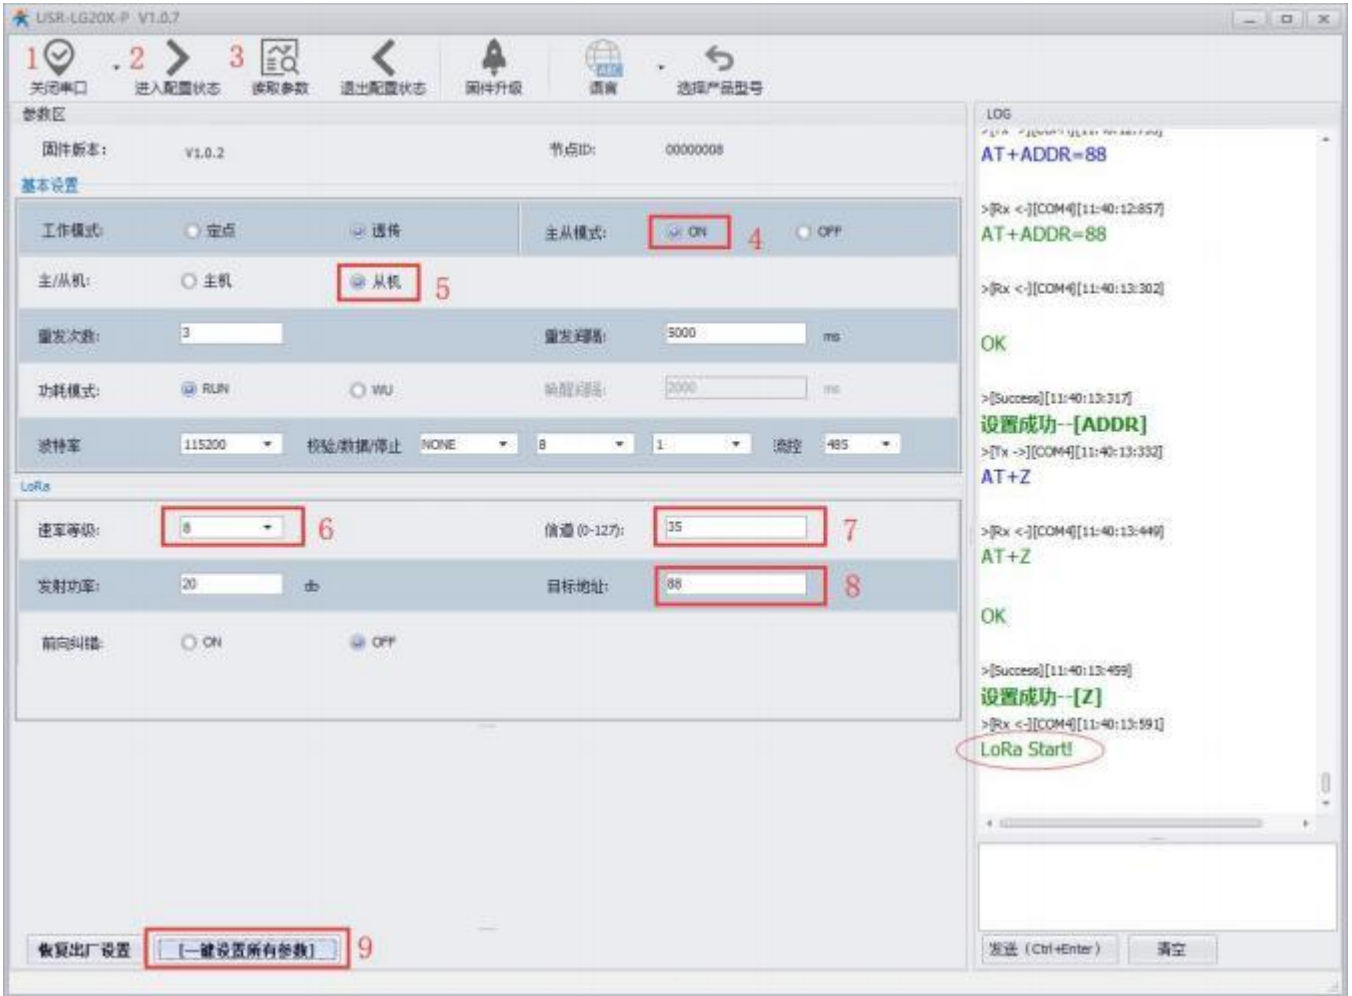 USR-LG20X-P V1.0.7
1 2 3
关闭串口 进入配置状态 读取参数 退出配置状态 固件升级 语言 选择产品型号
参数区
固件版本： V1.0.2 节点ID: 00000008
基本设置
工作模式: 定点 透传 主从模式: ON 4 OFF
主/从机: 主机 从机 5
重发次数: 3 重发间隔: 5000 ms
功耗模式: RUN WU 唤醒间隔: 2000 ms
波特率 115200 校验/数据/停止 NONE 8 1 流控 485
LoRa
速率等级: 8 6 信道 (0-127): 35 7
发射功率: 20 db 目标地址: 88 8
前向纠错: ON OFF
恢复出厂设置 [一键设置所有参数] 9
LOG
AT+ADDR=88
>[Rx <-][COM4][11:40:12:857]
AT+ADDR=88
>[Rx <-][COM4][11:40:13:302]
OK
>[Success][11:40:13:317]
设置成功--[ADDR]
>[Tx ->][COM4][11:40:13:332]
AT+Z
>[Rx <-][COM4][11:40:13:449]
AT+Z
OK
>[Success][11:40:13:459]
设置成功--[Z]
>[Rx <-][COM4][11:40:13:591]
LoRa Start!
发送 (Ctrl+Enter) 清空